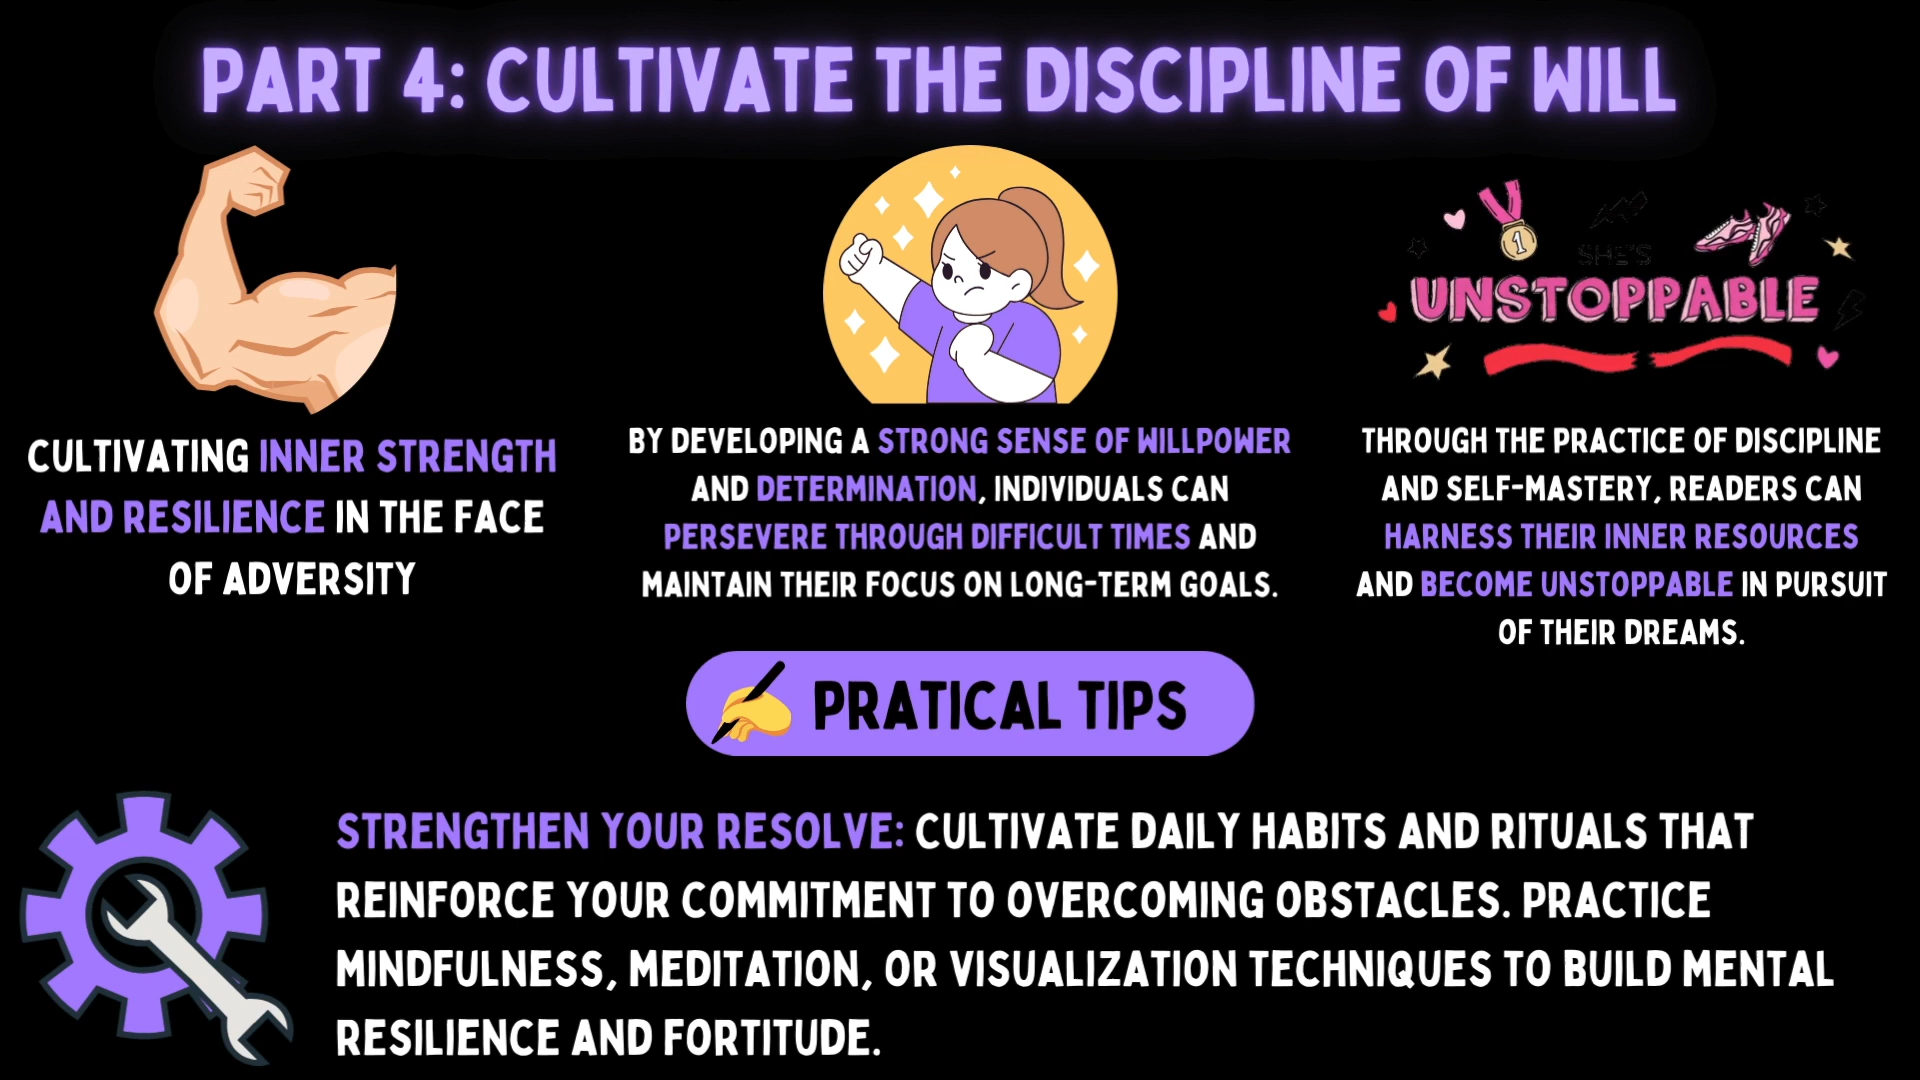 PART 4: CULTIVATE THE DISCIPLINE OF WILL
CULTIVATING INNER STRENGTH
AND RESILIENCE IN THE FACE
OF ADVERSITY
BY DEVELOPING A STRONG SENSE OF WILLPOWER
AND DETERMINATION, INDIVIDUALS CAN
PERSEVERE THROUGH DIFFICULT TIMES AND
MAINTAIN THEIR FOCUS ON LONG-TERM GOALS.
1
SHE'S
UNSTOPPABLE
THROUGH THE PRACTICE OF DISCIPLINE
AND SELF-MASTERY, READERS CAN
HARNESS THEIR INNER RESOURCES
AND BECOME UNSTOPPABLE IN PURSUIT
OF THEIR DREAMS.
PRATICAL TIPS
STRENGTHEN YOUR RESOLVE: CULTIVATE DAILY HABITS AND RITUALS THAT
REINFORCE YOUR COMMITMENT TO OVERCOMING OBSTACLES. PRACTICE
MINDFULNESS, MEDITATION, OR VISUALIZATION TECHNIQUES TO BUILD MENTAL
RESILIENCE AND FORTITUDE.